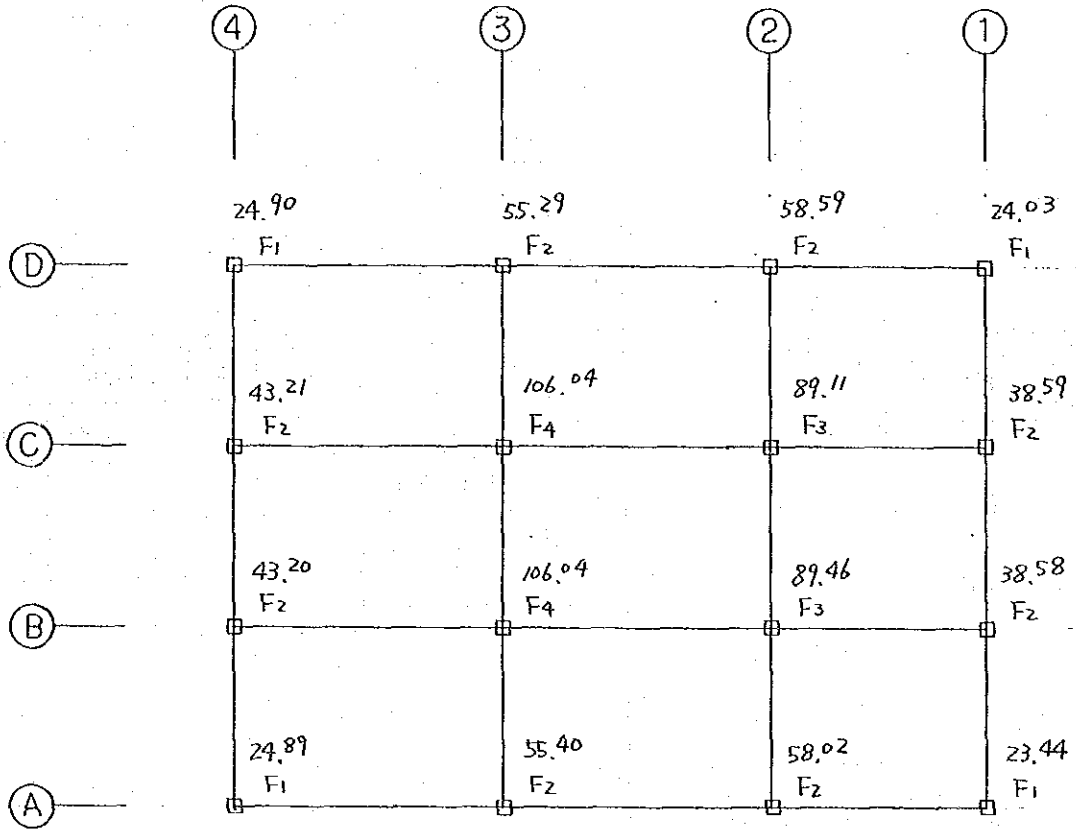 4 3 2 1
24.90 55.29 58.59 24.03
F1 F2 F2 F1
D
43.21 106.04 89.11 38.59
F2 F4 F3 F2
C
43.20 106.04 89.46 38.58
F2 F4 F3 F2
B
24.89 55.40 58.02 23.44
F1 F2 F2 F1
A